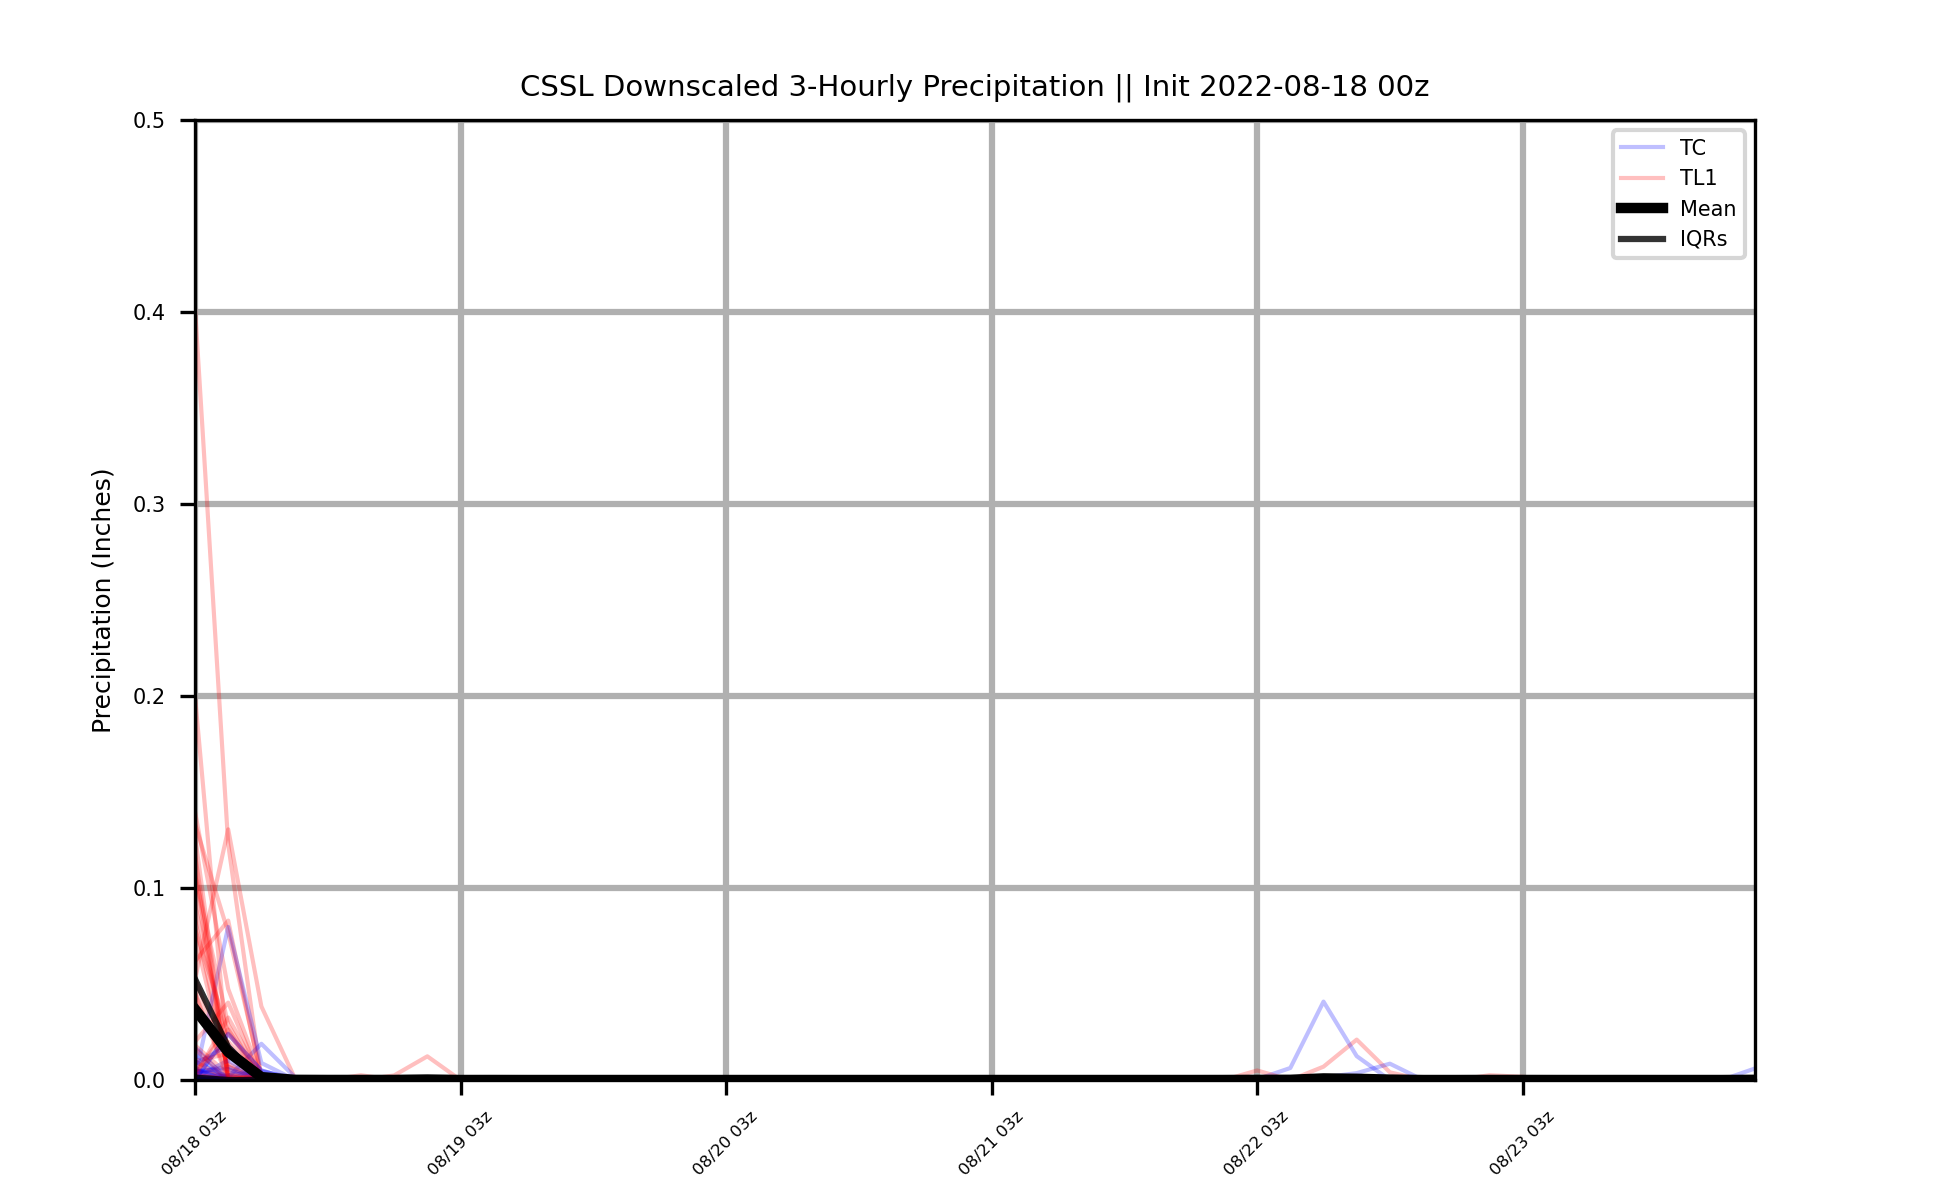 CSSL Downscaled 3-Hourly Precipitation || Init 2022-08-18 00z
Precipitation (Inches)
0.5
0.4
0.3
0.2
0.1
0.0
TC
TL1
Mean
IQRs
08/18 03z
08/19 03z
08/20 03z
08/21 03z
08/22 03z
08/23 03z